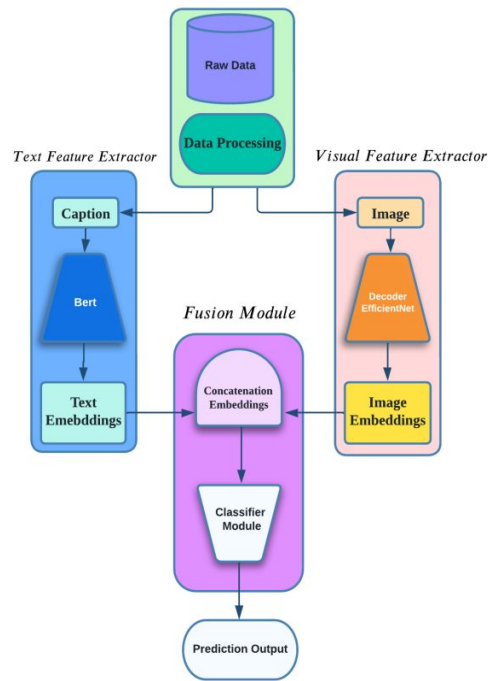 Raw Data
Data Processing
Text Feature Extractor
Visual Feature Extractor
Caption
Image
Bert
Decoder
EfficientNet
Fusion Module
Concatenation
Embeddings
Text
Emebddings
Image
Embeddings
Classifier
Module
Prediction Output